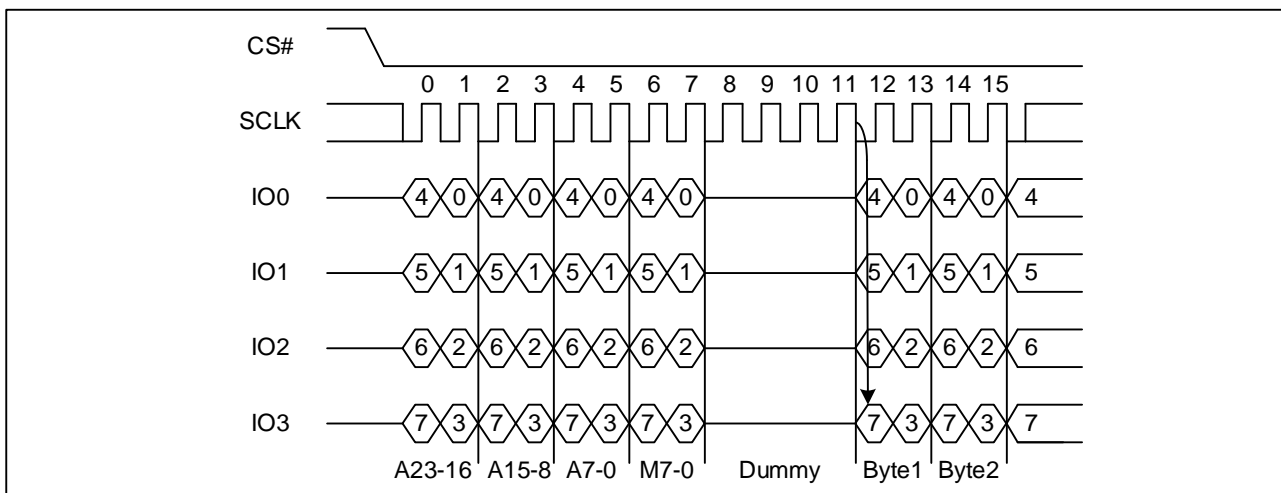 CS#
0 1 2 3 4 5 6 7 8 9 10 11 12 13 14 15
SCLK
IO0 4 0 4 0 4 0 4 0 4 0 4 0 4
IO1 5 1 5 1 5 1 5 1 5 1 5 1 5
IO2 6 2 6 2 6 2 6 2 6 2 6 2 6
IO3 7 3 7 3 7 3 7 3 7 3 7 3 7
A23-16 A15-8 A7-0 M7-0 Dummy Byte1 Byte2